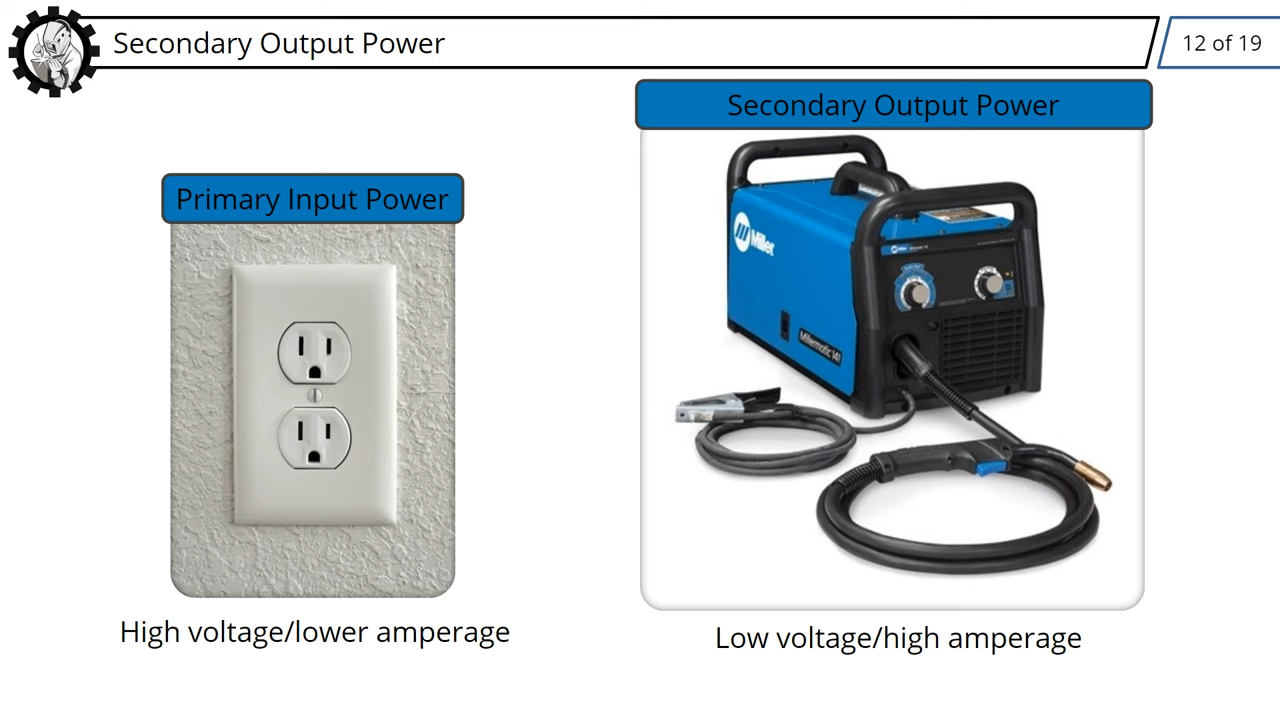 Secondary Output Power
12 of 19
Secondary Output Power
Primary Input Power
Miller
Millermatic 141
High voltage/lower amperage
Low voltage/high amperage